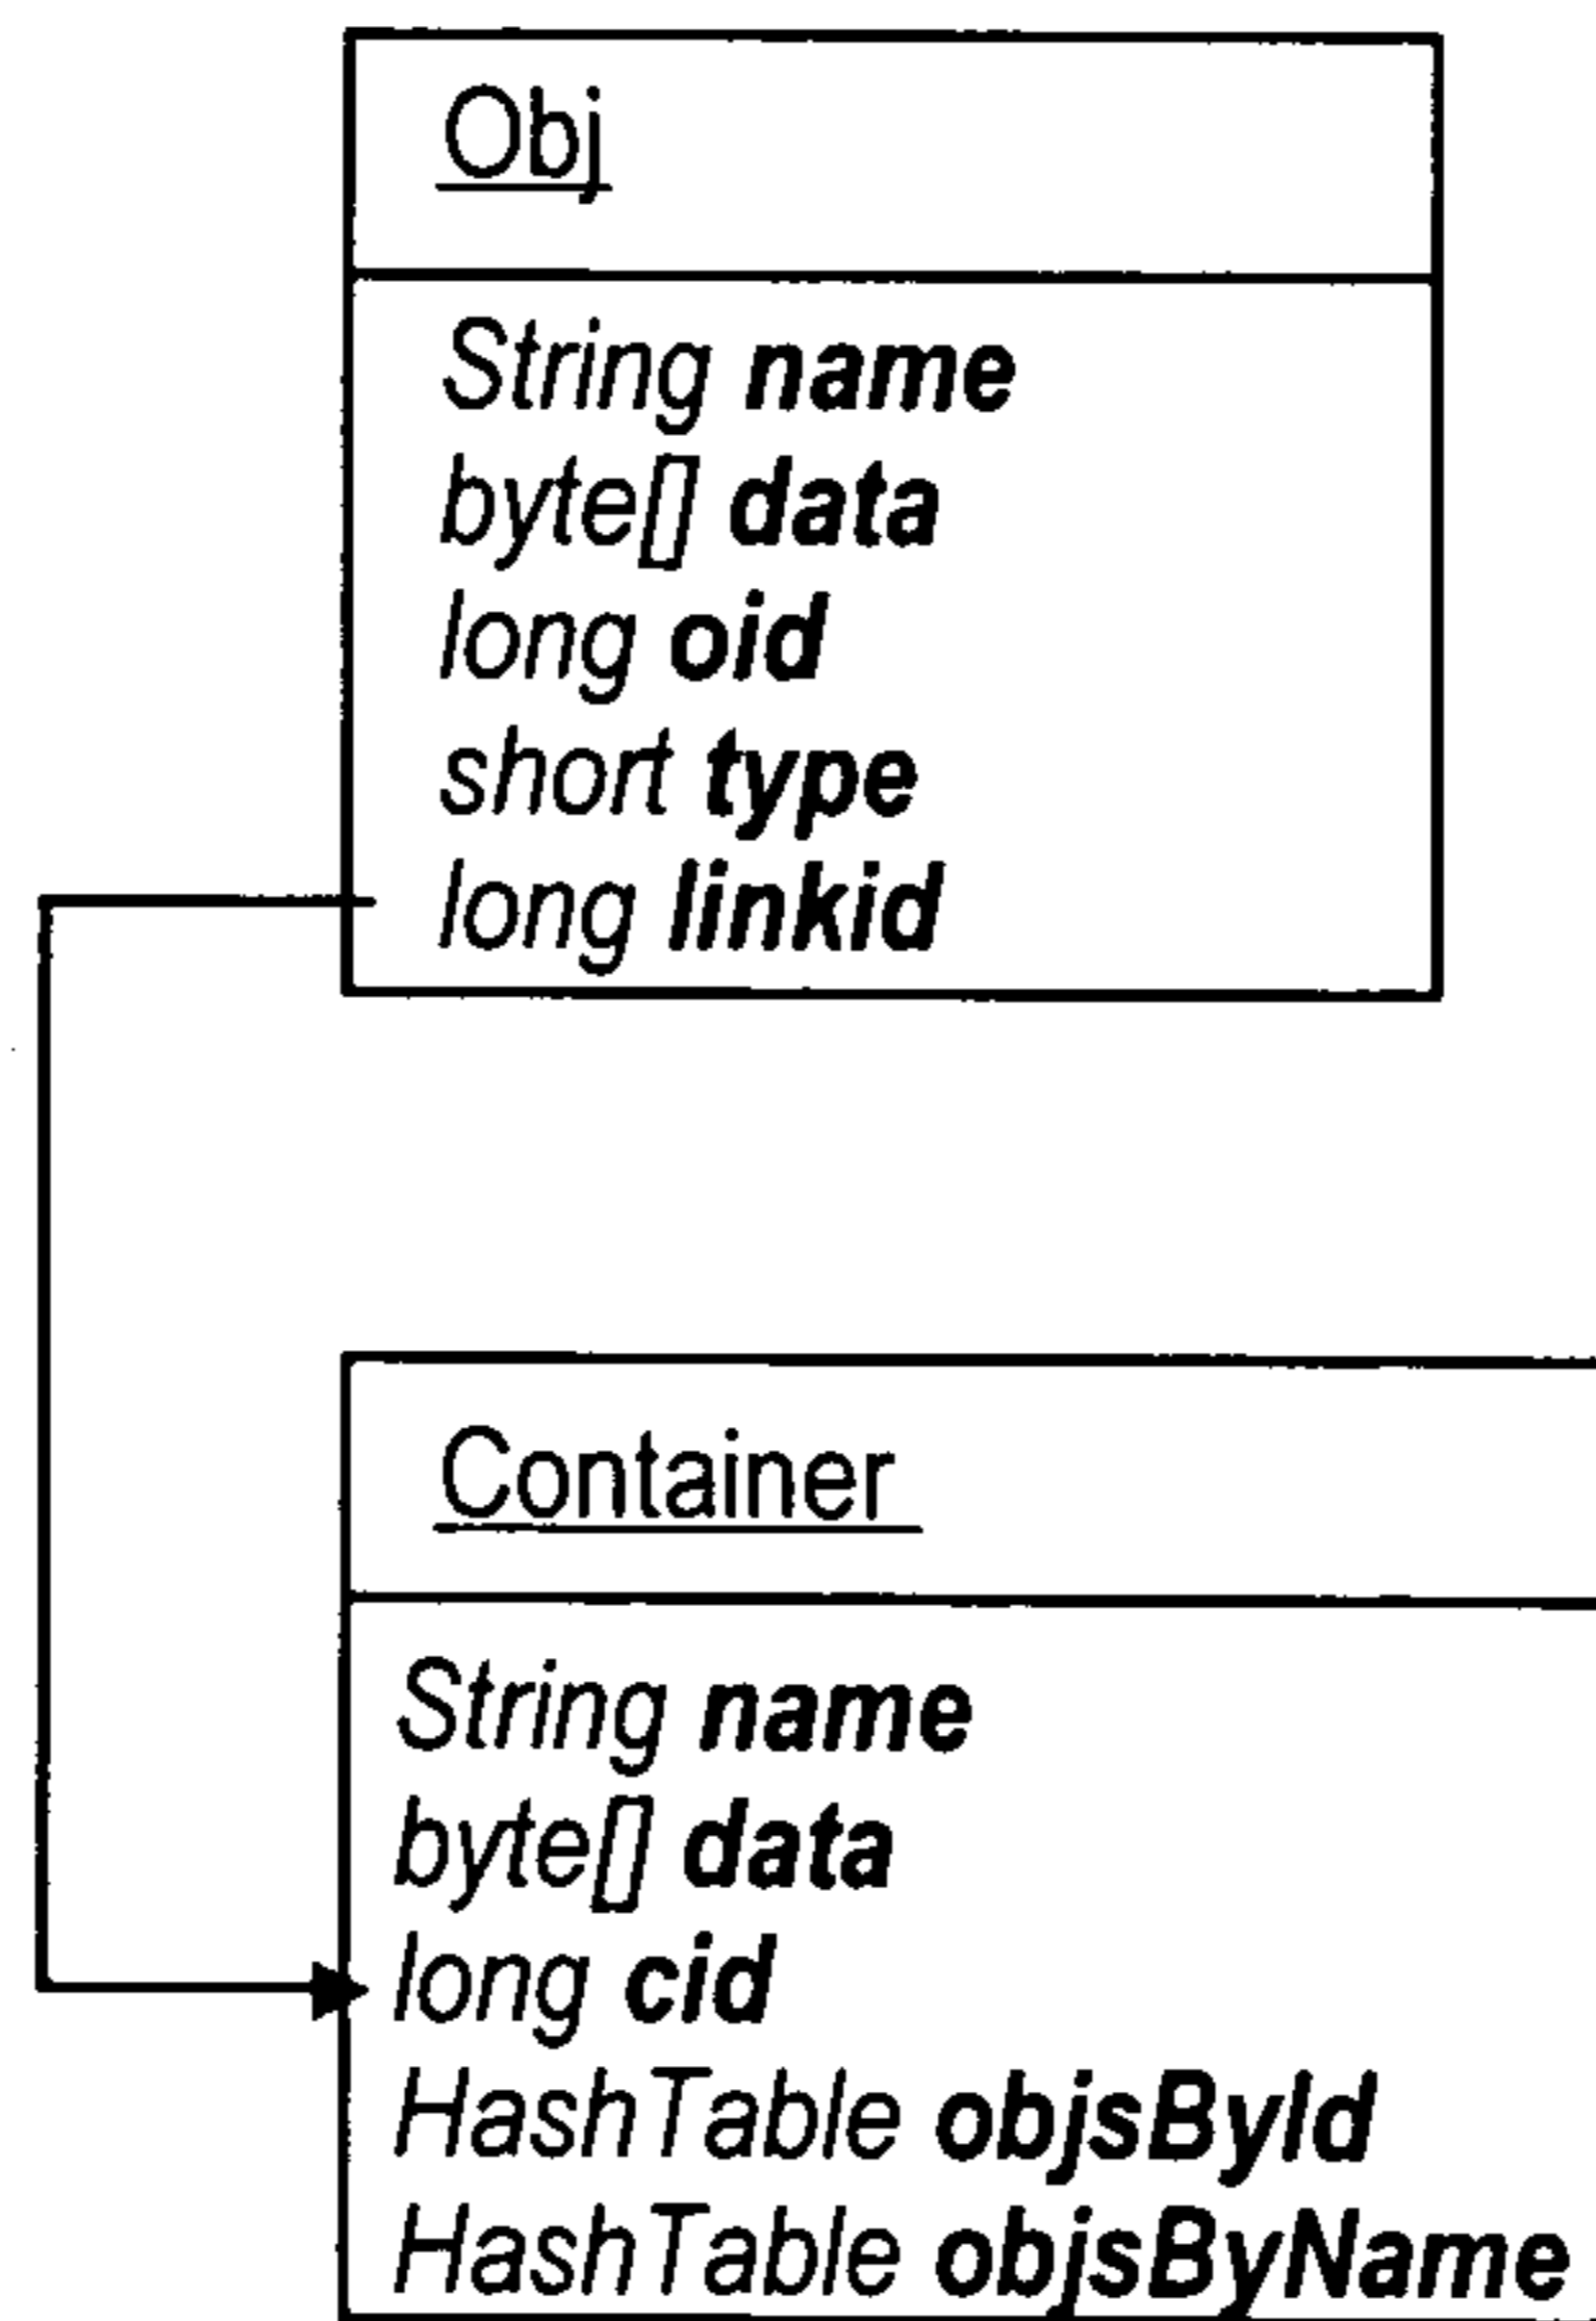 Obj
String name
byte[] data
long oid
short type
long linkid
Container
String name
byte[] data
long cid
HashTable objsById
HashTable objsByName